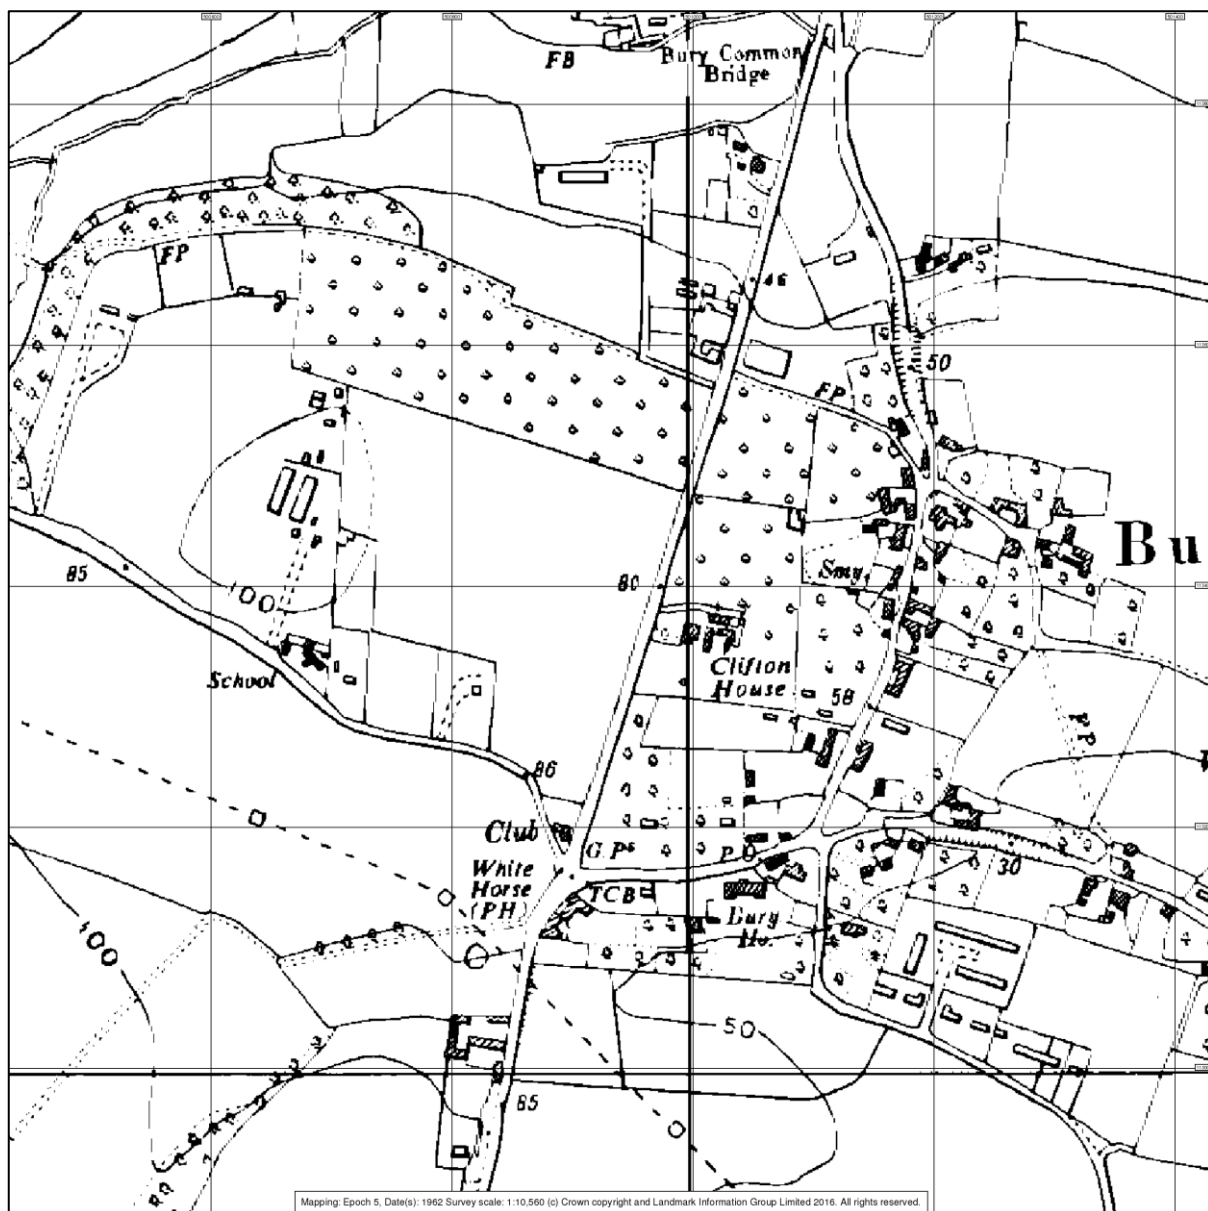 FB
Bury Common
Bridge
FP
46
50
FP
Bu
85
80
100
Smy
Clifton
House
School
58
FP
86
Club
G.Ps
P.O
White
Horse
(PH)
TCB
30
Bury
Ho.
100
50
85
Mapping: Epoch 5, Date(s): 1962 Survey scale: 1:10,560 (c) Crown copyright and Landmark Information Group Limited 2016. All rights reserved.